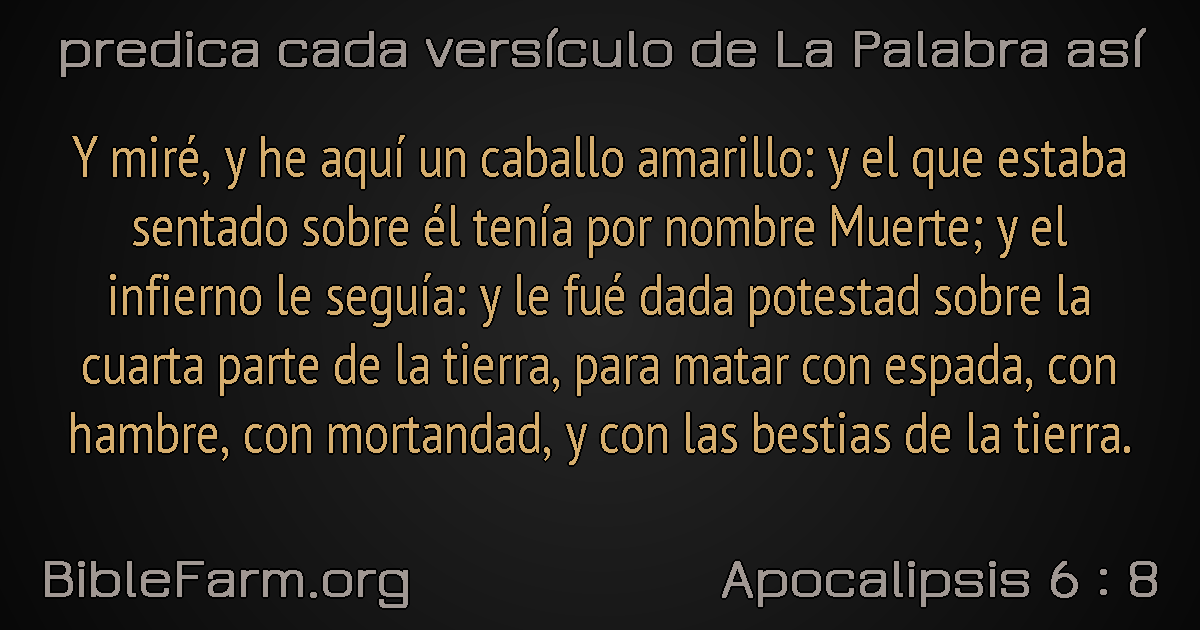 predica cada versículo de La Palabra así
Y miré, y he aquí un caballo amarillo: y el que estaba
sentado sobre él tenía por nombre Muerte; y el
infierno le seguía: y le fué dada potestad sobre la
cuarta parte de la tierra, para matar con espada, con
hambre, con mortandad, y con las bestias de la tierra.
BibleFarm.org
Apocalipsis 6 : 8